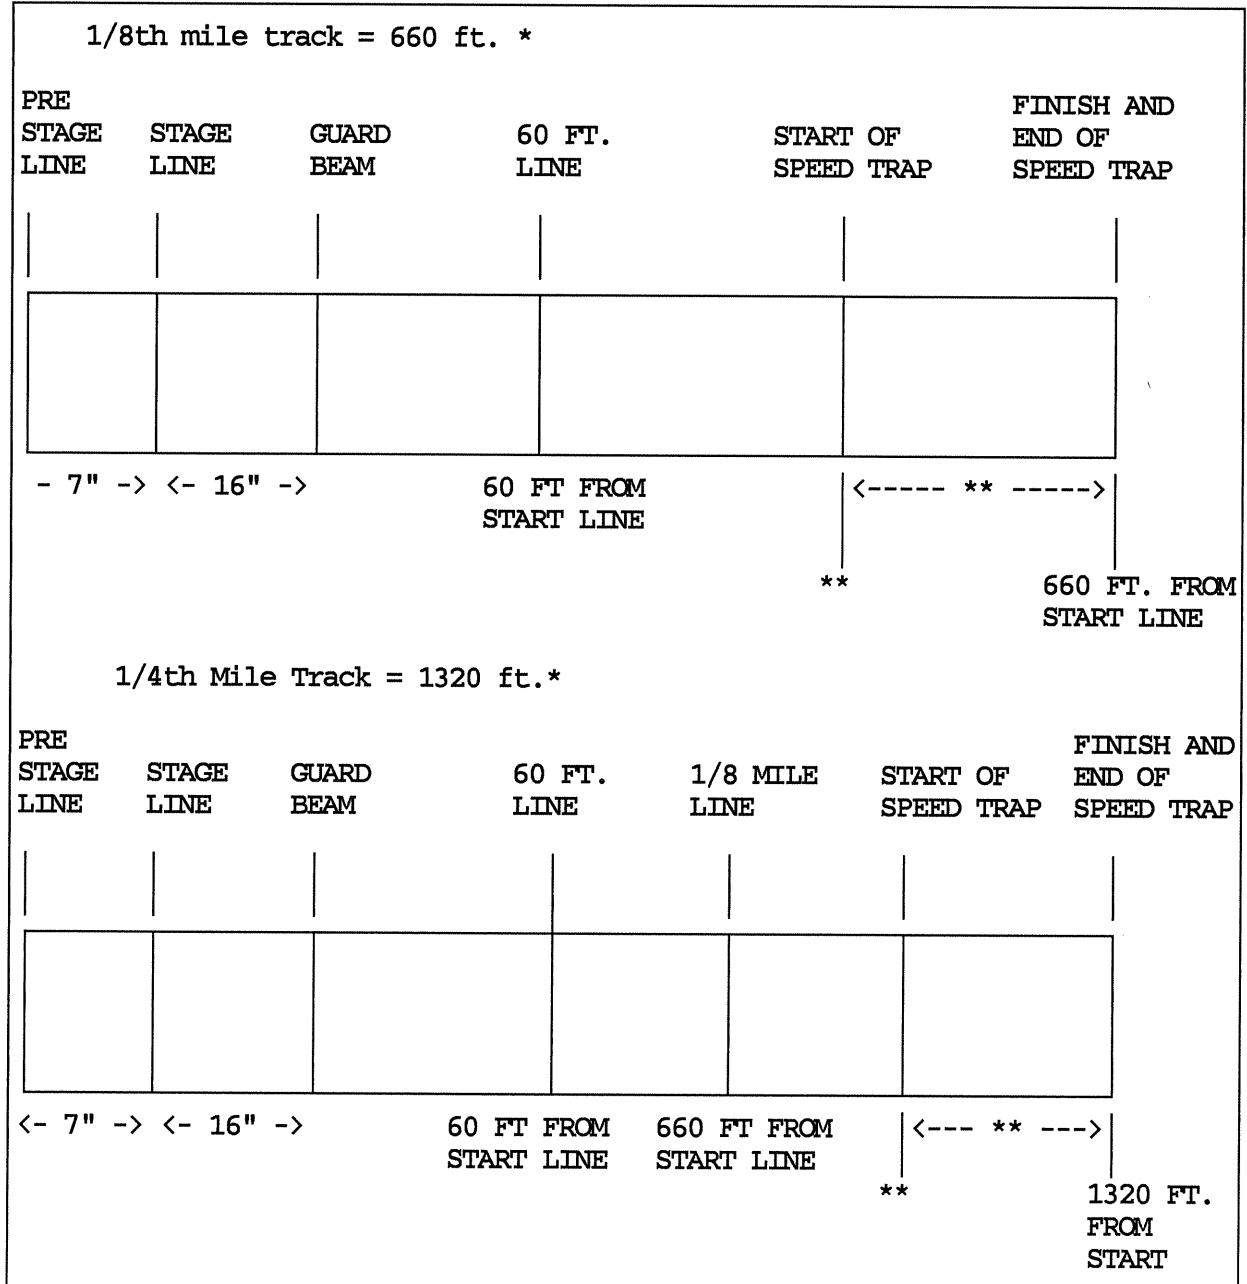 1/8th mile track = 660 ft. *
PRE
STAGE
LINE
STAGE
LINE
GUARD
BEAM
60 FT.
LINE
START OF
SPEED TRAP
FINISH AND
END OF
SPEED TRAP
- 7" -> <- 16" ->
60 FT FROM
START LINE
<----- ** ----->
**
660 FT. FROM
START LINE
1/4th Mile Track = 1320 ft.*
PRE
STAGE
LINE
STAGE
LINE
GUARD
BEAM
60 FT.
LINE
1/8 MILE
LINE
START OF
SPEED TRAP
FINISH AND
END OF
SPEED TRAP
<- 7" -> <- 16" ->
60 FT FROM
START LINE
660 FT FROM
START LINE
<--- ** --->
**
1320 FT.
FROM
START